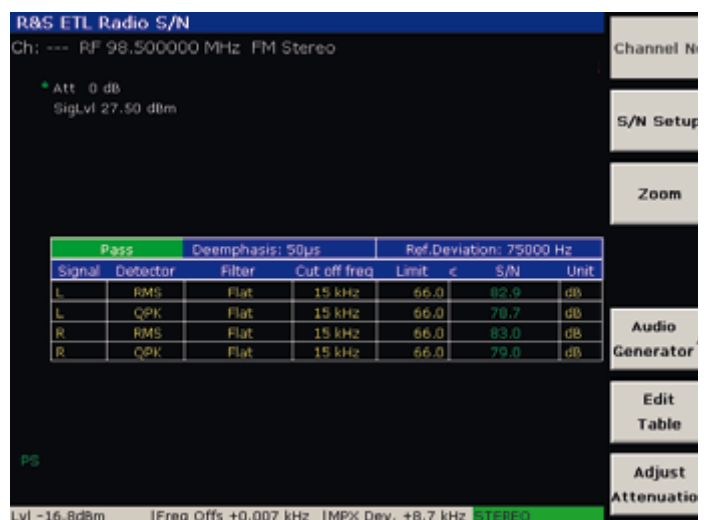 R&S ETL Radio S/N
Ch: --- RF 98.500000 MHz FM Stereo
* Att 0 dB
SigLvl 27.50 dBm
Pass Deemphasis: 50µs Ref.Deviation: 75000 Hz
Signal Detector Filter Cut off freq Limit < S/N Unit
L RMS Flat 15 kHz 66.0 82.9 dB
L QPK Flat 15 kHz 66.0 78.7 dB
R RMS Flat 15 kHz 66.0 83.0 dB
R QPK Flat 15 kHz 66.0 79.0 dB
PS
Lvl -16.8dBm |Freq Offs +0.007 kHz |MPX Dev. +8.7 kHz STEREO
Channel N
S/N Setup
Zoom
Audio
Generator
Edit
Table
Adjust
Attenuatio